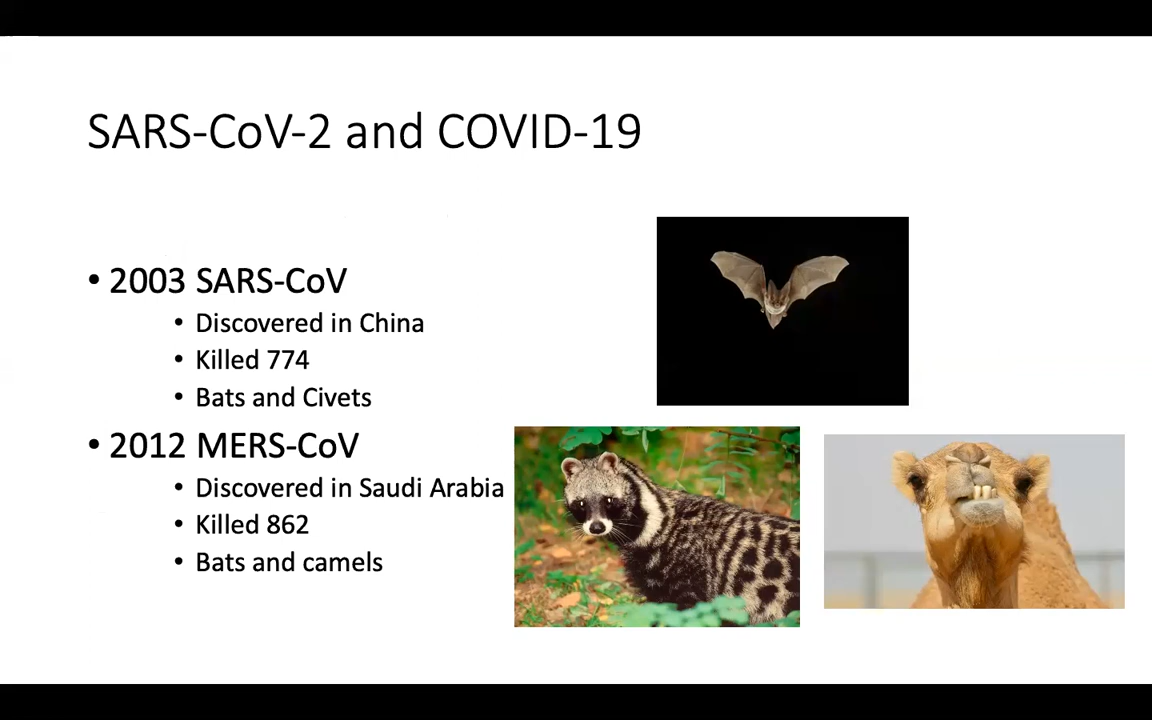 SARS-CoV-2 and COVID-19
• 2003 SARS-CoV
• Discovered in China
• Killed 774
• Bats and Civets
• 2012 MERS-CoV
• Discovered in Saudi Arabia
• Killed 862
• Bats and camels